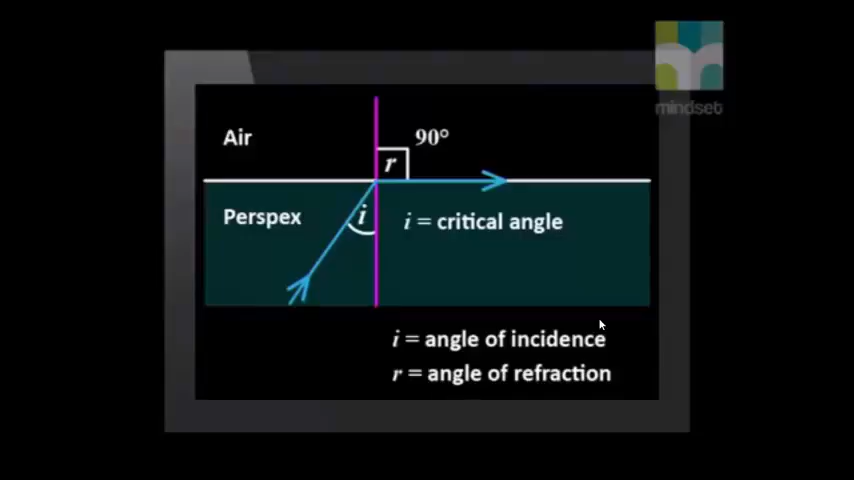 mindset
Air
90°
r
Perspex
i
i = critical angle
i = angle of incidence
r = angle of refraction